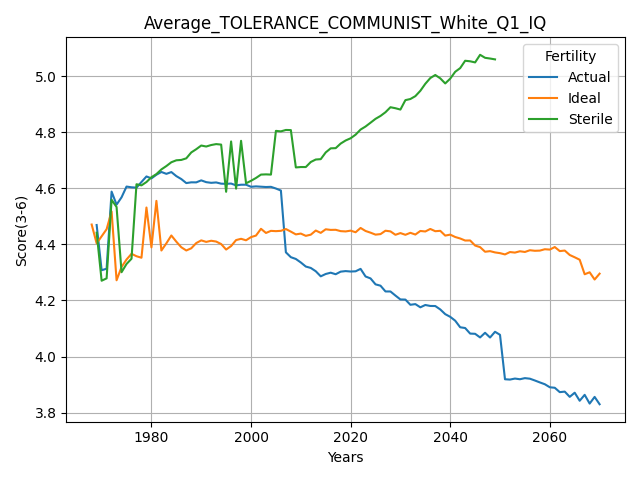 Average_TOLERANCE_COMMUNIST_White_Q1_IQ
Fertility
Actual
Ideal
Sterile
Score(3-6)
5.0
4.8
4.6
4.4
4.2
4.0
3.8
1980
2000
2020
2040
2060
Years